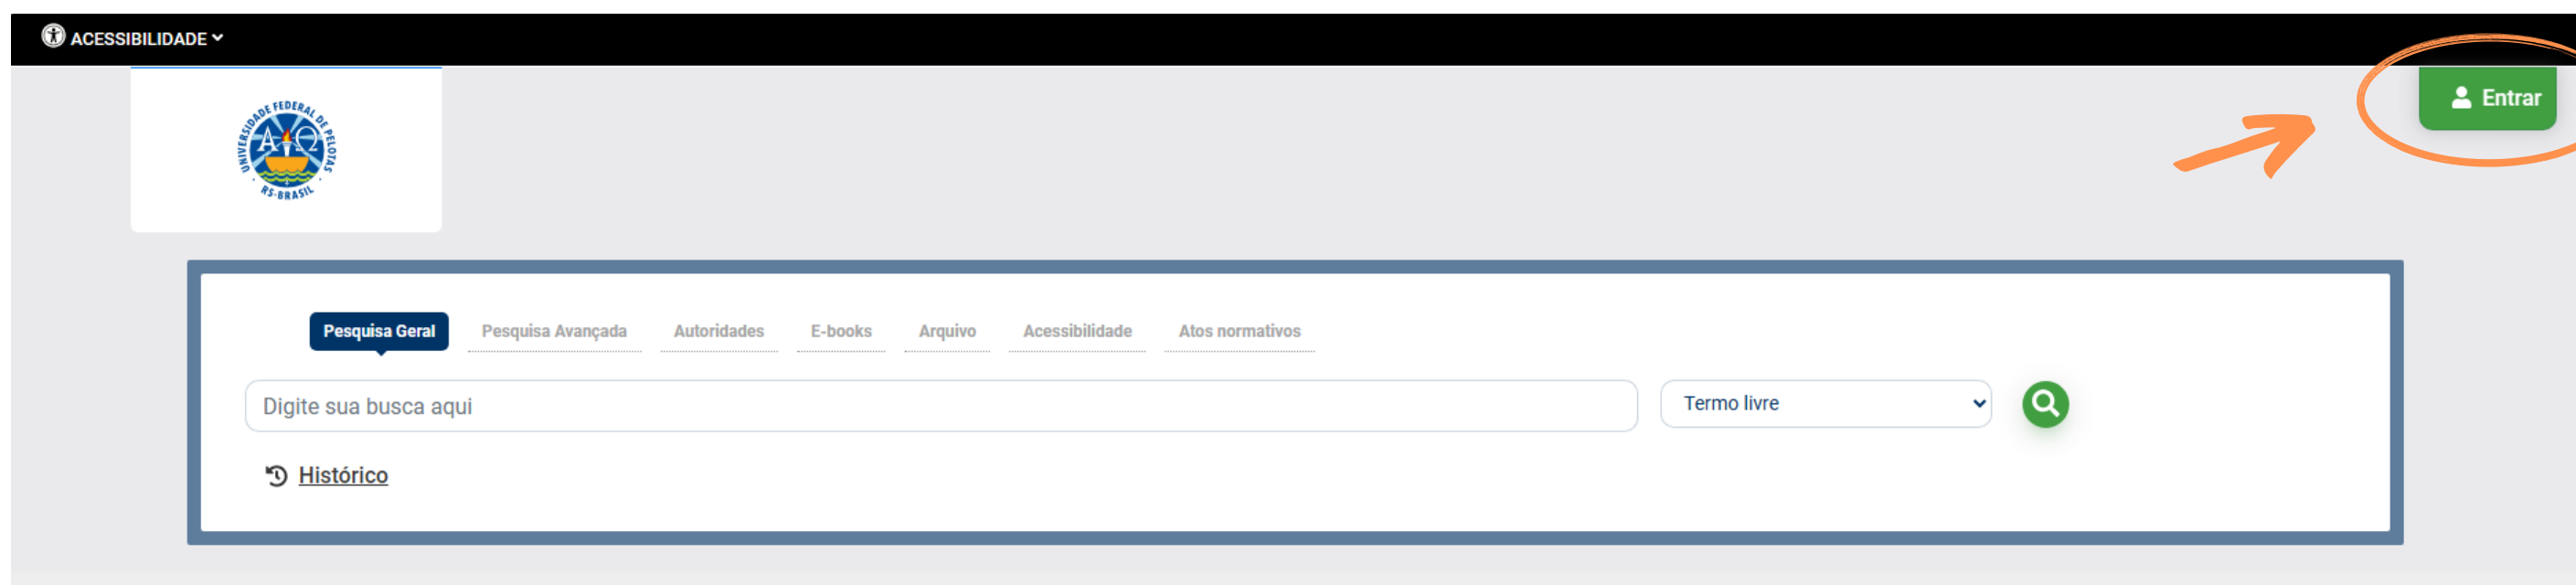 ACESSIBILIDADE
Entrar
UNIVERSIDADE FEDERAL DE PELOTAS
A Ω
RS-BRASIL
Pesquisa Geral Pesquisa Avançada Autoridades E-books Arquivo Acessibilidade Atos normativos
Digite sua busca aqui Termo livre
Histórico